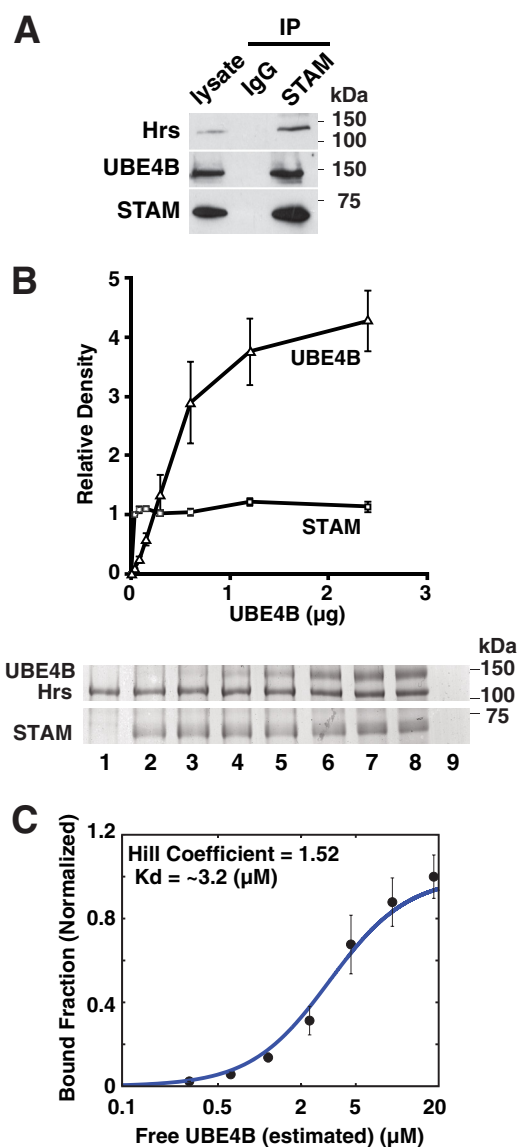 A
IP
lysate IgG STAM
kDa
Hrs
150
100
UBE4B
150
STAM
75
B
5
4
3
2
1
0
Relative Density
UBE4B
STAM
0 1 2 3
UBE4B (µg)
kDa
UBE4B
150
Hrs
100
75
STAM
1 2 3 4 5 6 7 8 9
C
1.2
0.8
0.4
0
Bound Fraction (Normalized)
Hill Coefficient = 1.52
Kd = ~3.2 (µM)
0.1 0.5 2 5 20
Free UBE4B (estimated) (µM)